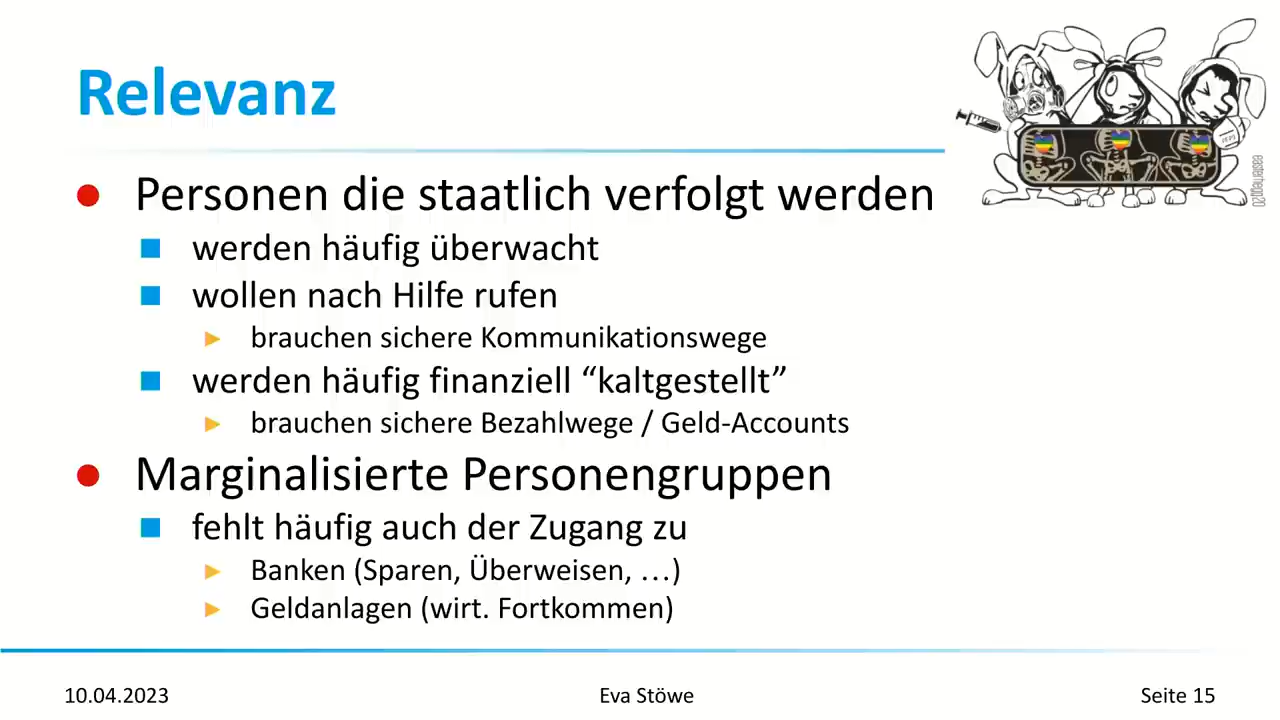 Relevanz
Personen die staatlich verfolgt werden
werden häufig überwacht
wollen nach Hilfe rufen
brauchen sichere Kommunikationswege
werden häufig finanziell “kaltgestellt”
brauchen sichere Bezahlwege / Geld-Accounts
Marginalisierte Personengruppen
fehlt häufig auch der Zugang zu
Banken (Sparen, Überweisen, …)
Geldanlagen (wirt. Fortkommen)
10.04.2023
Eva Stöwe
Seite 15